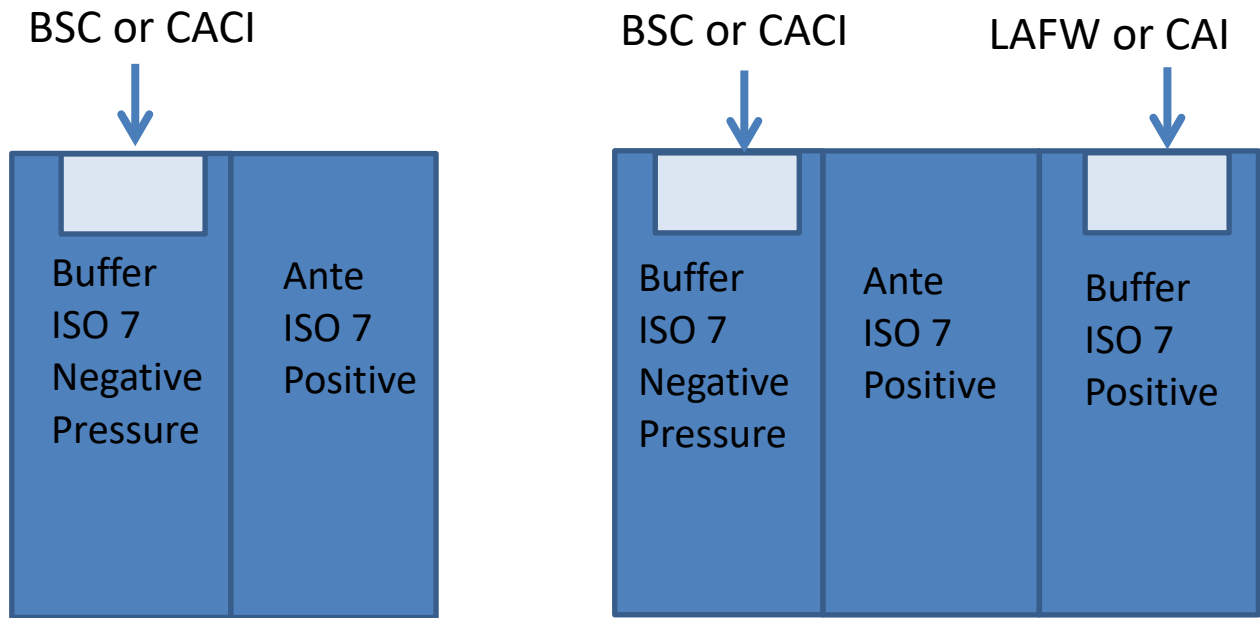 BSC or CACI
Buffer
ISO 7
Negative
Pressure
Ante
ISO 7
Positive
BSC or CACI
LAFW or CAI
Buffer
ISO 7
Negative
Pressure
Ante
ISO 7
Positive
Buffer
ISO 7
Positive